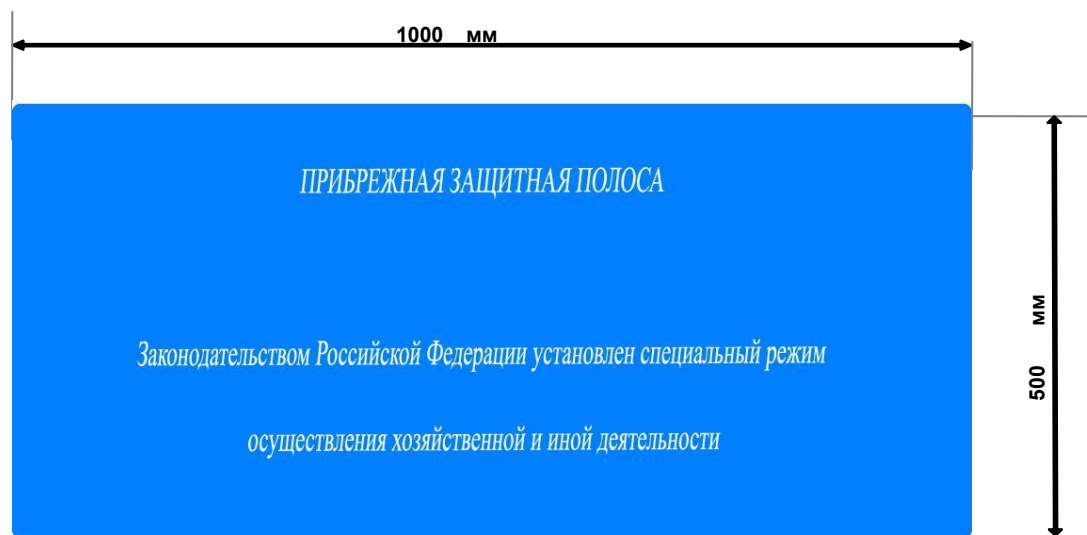 1000 мм
ПРИБРЕЖНАЯ ЗАЩИТНАЯ ПОЛОСА
Законодательством Российской Федерации установлен специальный режим
осуществления хозяйственной и иной деятельности
500 мм